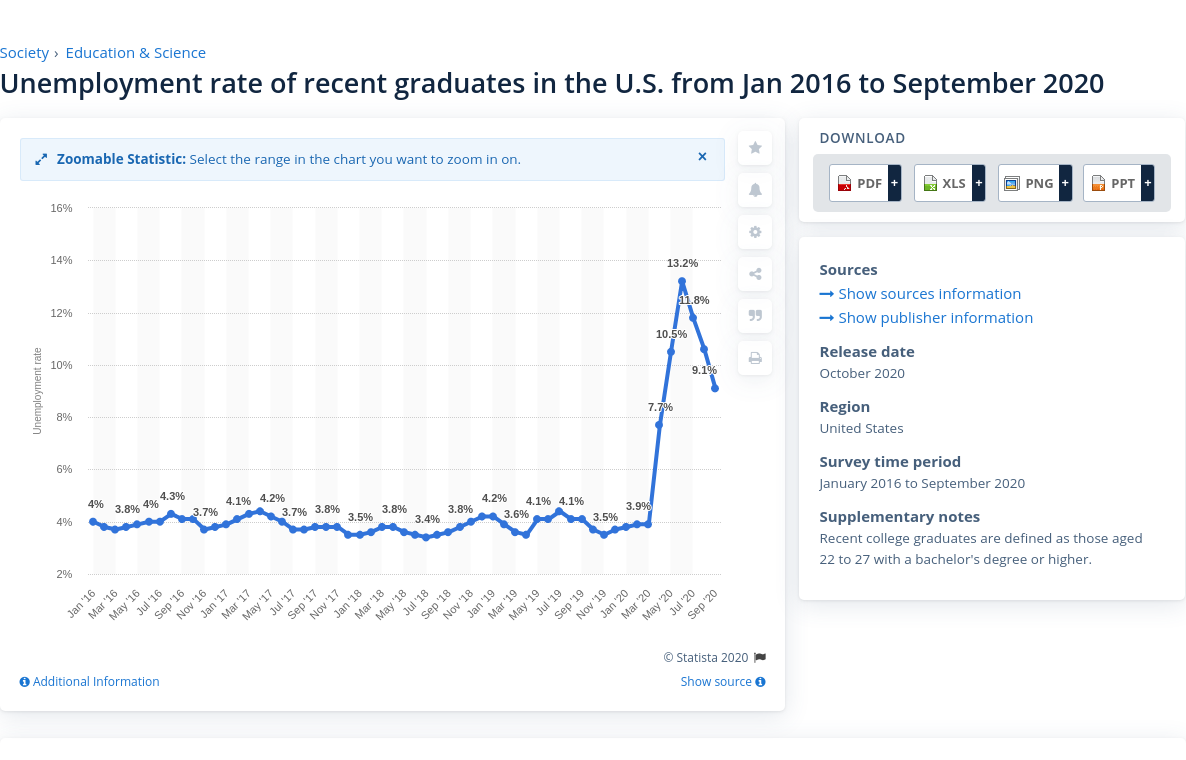 Society › Education & Science
Unemployment rate of recent graduates in the U.S. from Jan 2016 to September 2020
Zoomable Statistic: Select the range in the chart you want to zoom in on. ×
Unemployment rate
16%
14%
12%
10%
8%
6%
4%
2%
4%
3.8%
4%
4.3%
3.7%
4.1%
4.2%
3.7%
3.8%
3.5%
3.8%
3.4%
3.8%
4.2%
3.6%
4.1%
4.1%
3.5%
3.9%
7.7%
10.5%
13.2%
11.8%
9.1%
Jan '16
Mar '16
May '16
Jul '16
Sep '16
Nov '16
Jan '17
Mar '17
May '17
Jul '17
Sep '17
Nov '17
Jan '18
Mar '18
May '18
Jul '18
Sep '18
Nov '18
Jan '19
Mar '19
May '19
Jul '19
Sep '19
Nov '19
Jan '20
Mar '20
May '20
Jul '20
Sep '20
© Statista 2020
Additional Information
Show source
DOWNLOAD
PDF + XLS + PNG + PPT +
Sources
Show sources information
Show publisher information
Release date
October 2020
Region
United States
Survey time period
January 2016 to September 2020
Supplementary notes
Recent college graduates are defined as those aged
22 to 27 with a bachelor's degree or higher.